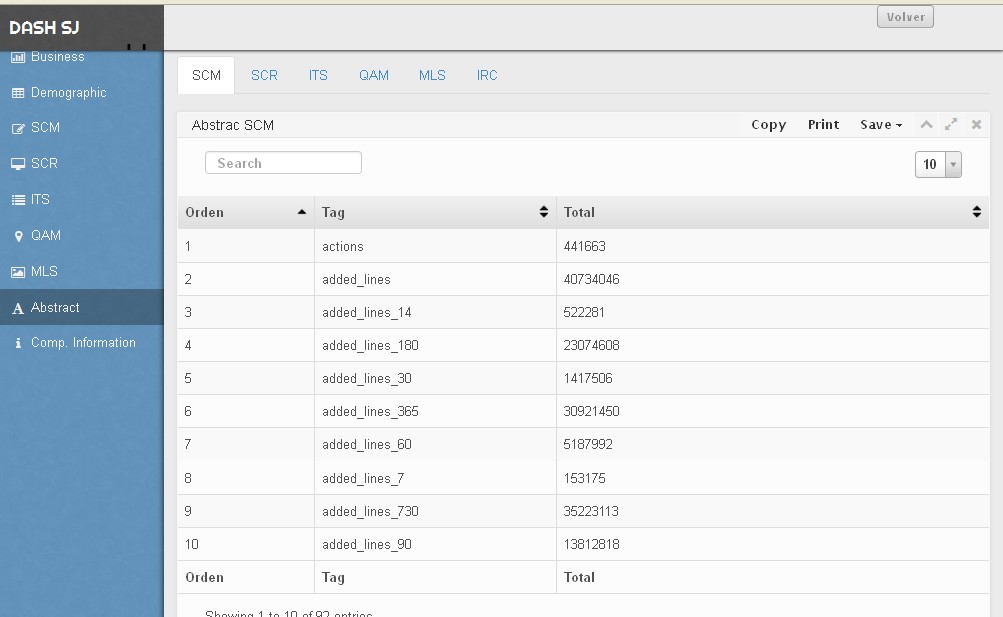 DASH SJ
Volver
Business
Demographic
SCM
SCR
ITS
QAM
MLS
Abstract
Comp. Information
SCM SCR ITS QAM MLS IRC
Abstrac SCM Copy Print Save
Search 10
Orden Tag Total
1 actions 441663
2 added_lines 40734046
3 added_lines_14 522281
4 added_lines_180 23074608
5 added_lines_30 1417506
6 added_lines_365 30921450
7 added_lines_60 5187992
8 added_lines_7 153175
9 added_lines_730 35223113
10 added_lines_90 13812818
Orden Tag Total
Showing 1 to 10 of 92 entries